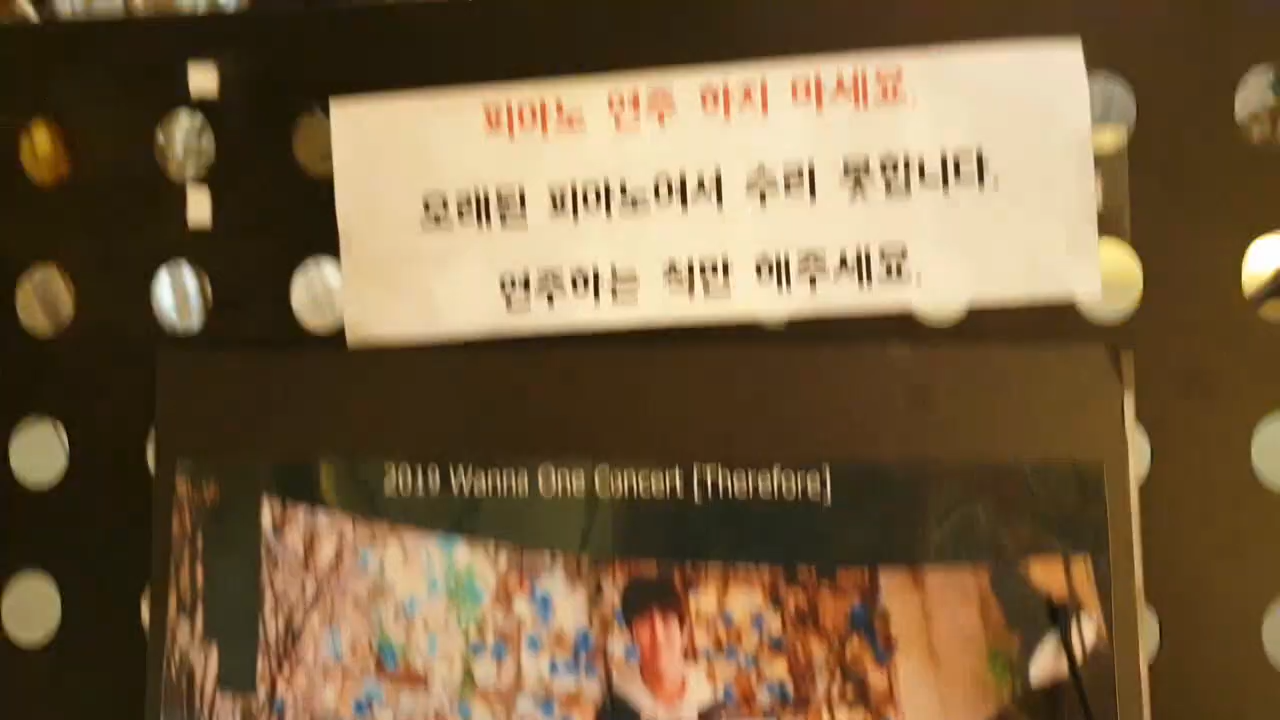 피아노 연주 하지 마세요.
오래된 피아노여서 수리 못합니다.
연주하는 척만 해주세요.
2019 Wanna One Concert [Therefore]